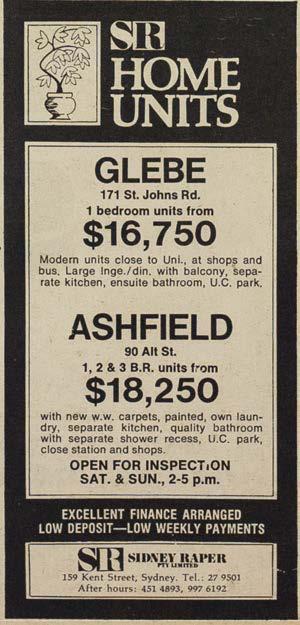 SR
HOME
UNITS
GLEBE
171 St. Johns Rd.
1 bedroom units from
$16,750
Modern units close to Uni., at shops and
bus. Large lnge./din. with balcony, sepa-
rate kitchen, ensuite bathroom, U.C. park.
ASHFIELD
90 Alt St.
1, 2 & 3 B.R. units from
$18,250
with new w.w. carpets, painted, own laun-
dry, separate kitchen, quality bathroom
with separate shower recess, U.C. park,
close station and shops.
OPEN FOR INSPECTION
SAT. & SUN., 2-5 p.m.
EXCELLENT FINANCE ARRANGED
LOW DEPOSIT—LOW WEEKLY PAYMENTS
SR SIDNEY RAPER
PTY LIMITED
159 Kent Street, Sydney. Tel.: 27 9501
After hours: 451 4893, 997 6192